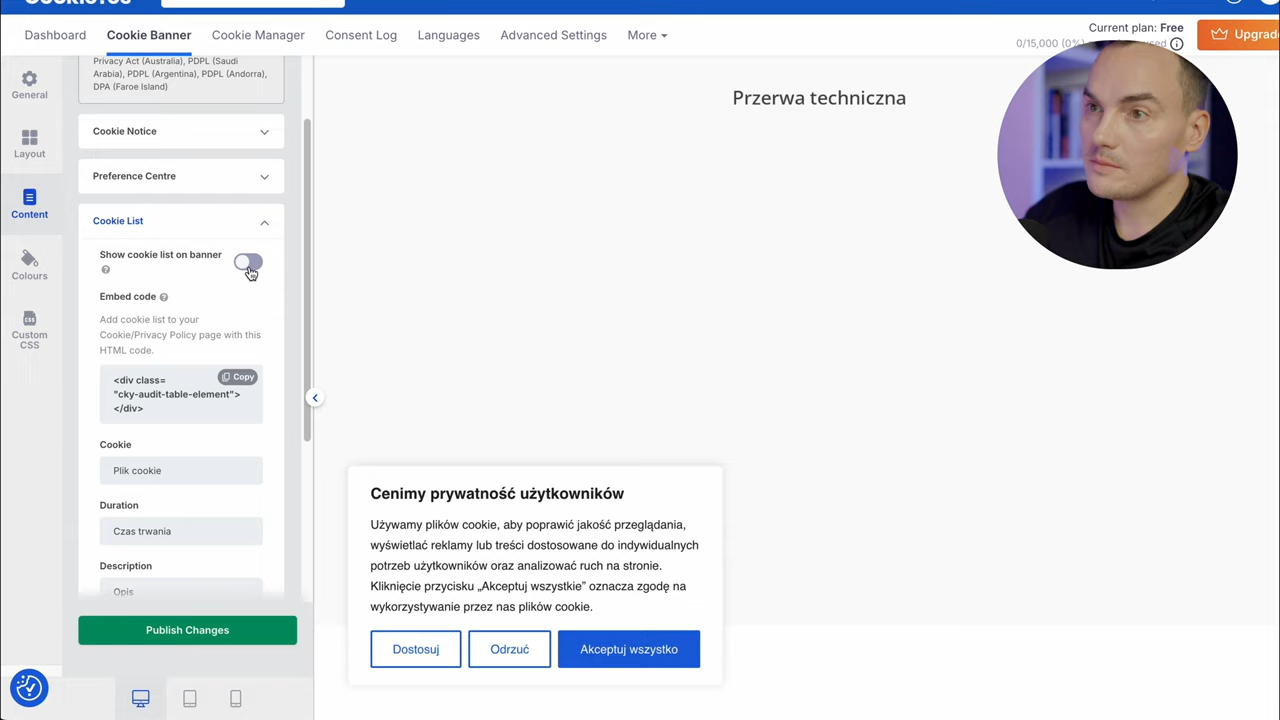 CookieYes
Dashboard
Cookie Banner
Cookie Manager
Consent Log
Languages
Advanced Settings
More
Current plan: Free
0/15,000 (0%)
Upgrade
General
Layout
Content
Colours
Custom
CSS
Privacy Act (Australia), PDPL (Saudi
Arabia), PDPL (Argentina), PDPL (Andorra),
DPA (Faroe Island)
Cookie Notice
Preference Centre
Cookie List
Show cookie list on banner
Embed code
Add cookie list to your
Cookie/Privacy Policy page with this
HTML code.
Copy
<div class=
"cky-audit-table-element">
</div>
Cookie
Plik cookie
Duration
Czas trwania
Description
Opis
Publish Changes
Przerwa techniczna
Cenimy prywatność użytkowników
Używamy plików cookie, aby poprawić jakość przeglądania,
wyświetlać reklamy lub treści dostosowane do indywidualnych
potrzeb użytkowników oraz analizować ruch na stronie.
Kliknięcie przycisku „Akceptuj wszystkie” oznacza zgodę na
wykorzystywanie przez nas plików cookie.
Dostosuj
Odrzuć
Akceptuj wszystko